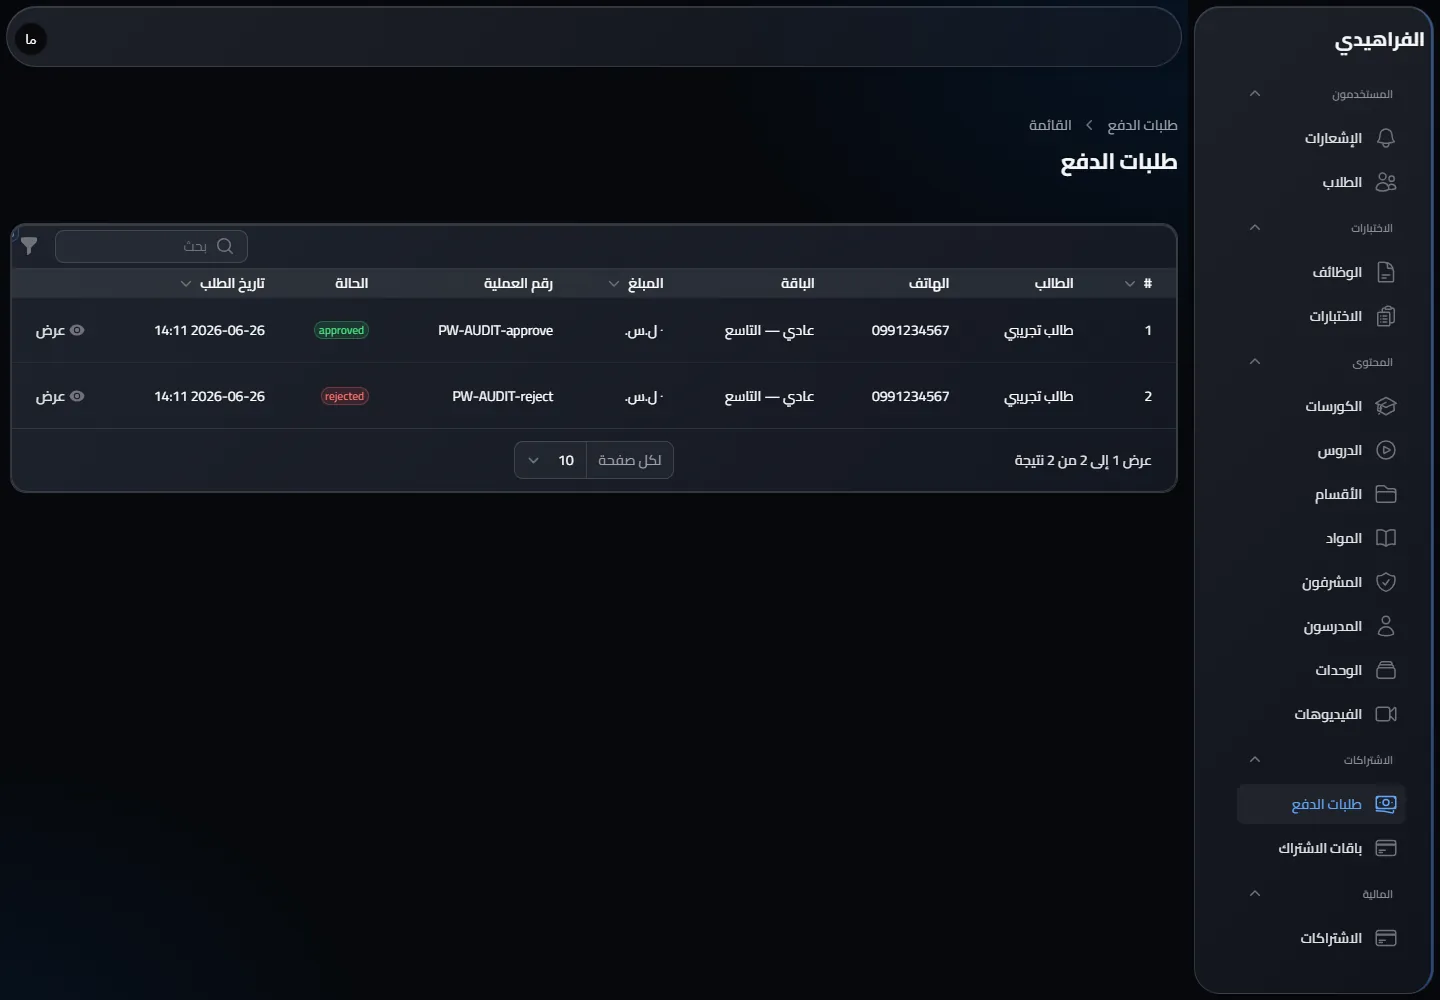 الفراهيدي
المستخدمون
الإشعارات
الطلاب
الاختبارات
الوظائف
الاختبارات
المحتوى
الكورسات
الدروس
الأقسام
المواد
المشرفون
المدرسون
الوحدات
الفيديوهات
الاشتراكات
طلبات الدفع
باقات الاشتراك
المالية
الاشتراكات
ما
طلبات الدفع القائمة
طلبات الدفع
بحث
# الطالب الهاتف الباقة المبلغ رقم العملية الحالة تاريخ الطلب
1 طالب تجريبي 0991234567 عادي — التاسع ٠ ل.س. PW-AUDIT-approve approved 2026-06-26 14:11 عرض
2 طالب تجريبي 0991234567 عادي — التاسع ٠ ل.س. PW-AUDIT-reject rejected 2026-06-26 14:11 عرض
عرض 1 إلى 2 من 2 نتيجة
لكل صفحة 10